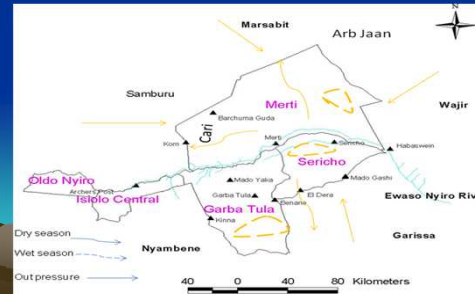 N
Marsabit
Arb Jaan
Samburu
Wajir
Merti
Barchuma Guda
Cari
Korn
Merti
Sericho
Habaswein
Sericho
Oldo Nyiro
Archers Post
Isiolo Central
Mado Yaka
Mado Gashi
Garba Tula
El Dera
Ewaso Nyiro Riv
Garba Tula
Benane
Kinna
Garissa
Dry season
Nyambene
Wet season
Out pressure
40 0 40 80 Kilometers